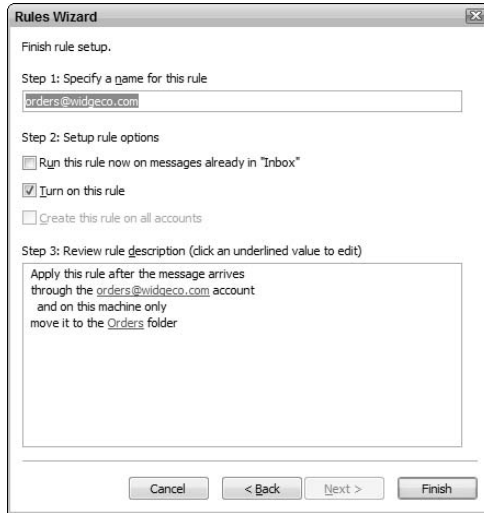 Rules Wizard
Finish rule setup.
Step 1: Specify a name for this rule
orders@widgeco.com
Step 2: Setup rule options
Run this rule now on messages already in "Inbox"
Turn on this rule
Create this rule on all accounts
Step 3: Review rule description (click an underlined value to edit)
Apply this rule after the message arrives
through the orders@widgeco.com account
and on this machine only
move it to the Orders folder
Cancel
< Back
Next >
Finish